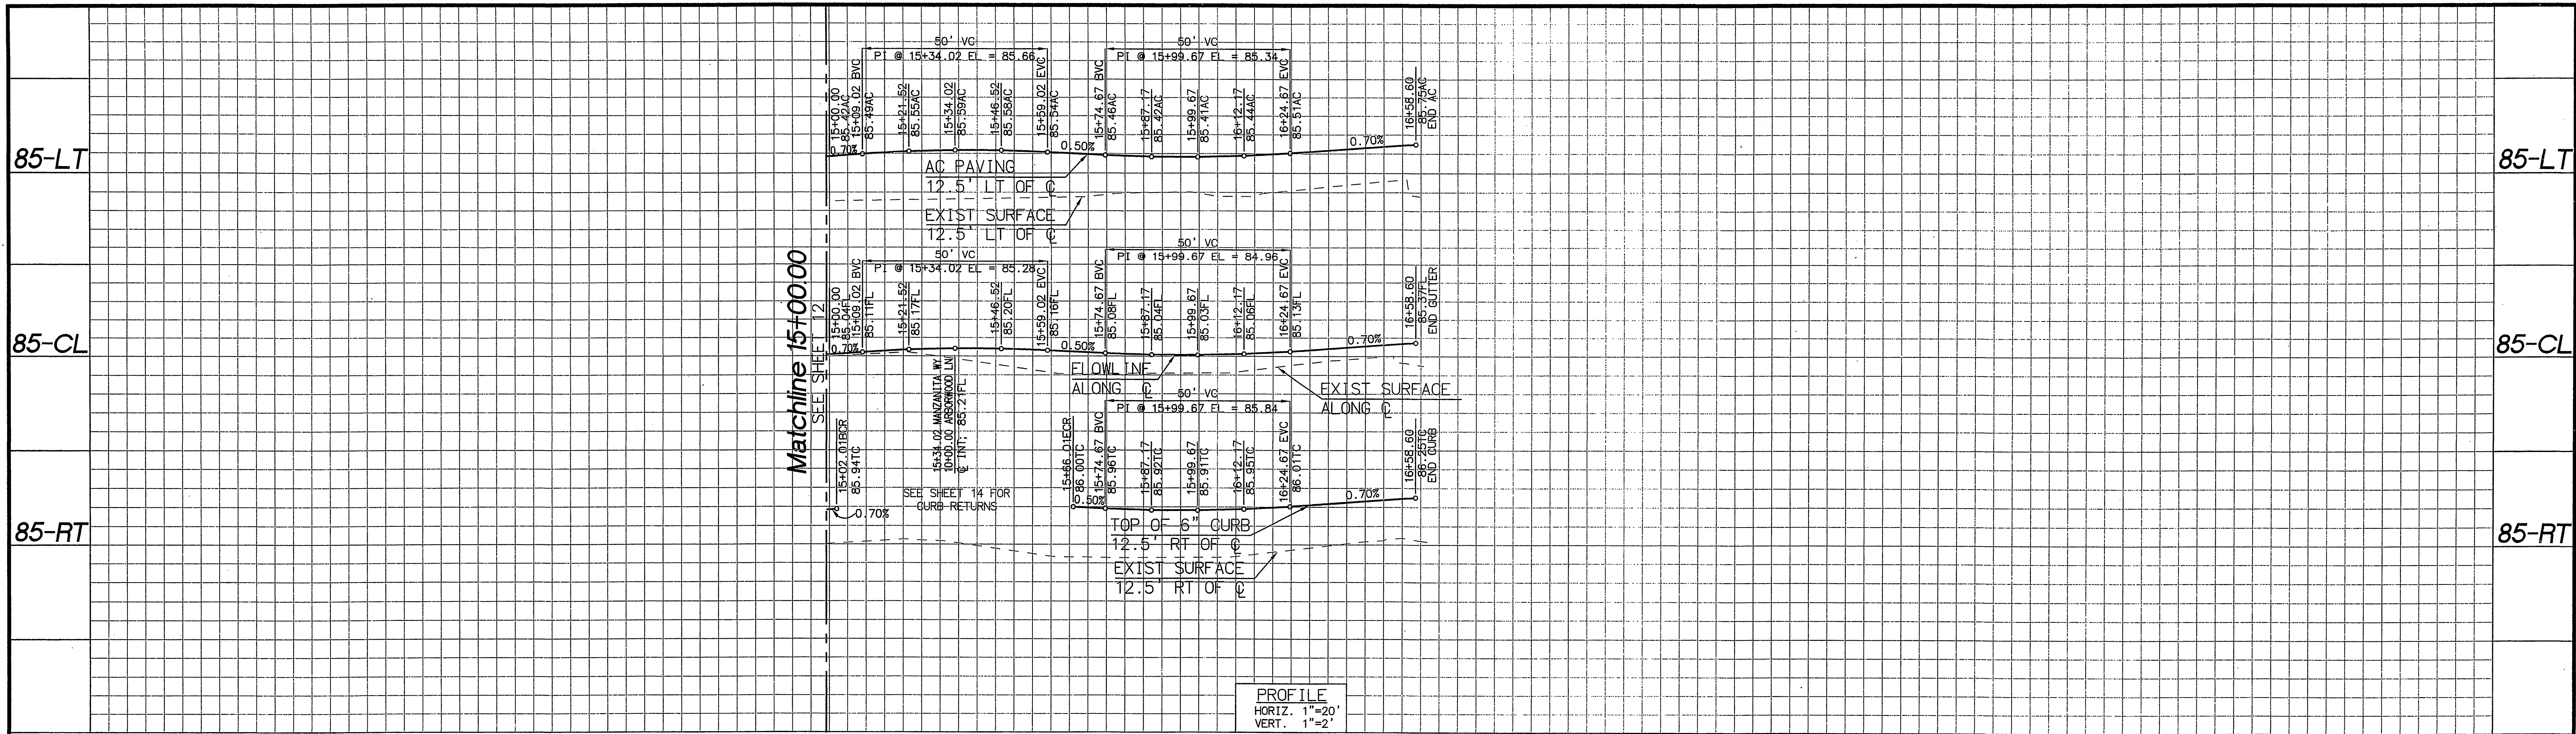 85-LT
85-LT
50' VC
PI @ 15+34.02 EL = 85.66
50' VC
PI @ 15+99.67 EL = 85.34
15+00.00
85.42AC
15+09.02 BVC
85.49AC
15+21.52
85.55AC
15+34.02
85.59AC
15+46.52
85.58AC
15+59.02 EVC
85.54AC
15+74.67 BVC
85.46AC
15+87.17
85.42AC
15+99.67
85.41AC
16+12.17
85.44AC
16+24.67 EVC
85.51AC
16+58.60
85.75AC
END AC
0.70%
0.50%
0.70%
AC PAVING
12.5' LT OF ℄
EXIST SURFACE
12.5' LT OF ℄
Matchline 15+00.00
SEE SHEET 12
85-CL
85-CL
50' VC
PI @ 15+34.02 EL = 85.28
50' VC
PI @ 15+99.67 EL = 84.96
15+00.00
85.04FL
15+09.02 BVC
85.11FL
15+21.52
85.17FL
15+46.52
85.20FL
15+59.02 EVC
85.16FL
15+74.67 BVC
85.08FL
15+87.17
85.04FL
15+99.67
85.03FL
16+12.17
85.06FL
16+24.67 EVC
85.13FL
16+58.60
85.37FL
END GUTTER
0.70%
0.50%
0.70%
15+34.02 MANZANITA WY
10+00.00 ARBORWOOD LN
℄ INT; 85.21FL
FLOWLINE
ALONG ℄
EXIST SURFACE
ALONG ℄
85-RT
85-RT
50' VC
PI @ 15+99.67 EL = 85.84
15+02.01BCR
85.94TC
15+66.01ECR
86.00TC
15+74.67 BVC
85.96TC
15+87.17
85.92TC
15+99.67
85.91TC
16+12.17
85.95TC
16+24.67 EVC
86.01TC
16+58.60
86.25TC
END CURB
0.70%
SEE SHEET 14 FOR
CURB RETURNS
0.50%
0.70%
TOP OF 6" CURB
12.5' RT OF ℄
EXIST SURFACE
12.5' RT OF ℄
PROFILE
HORIZ. 1"=20'
VERT. 1"=2'